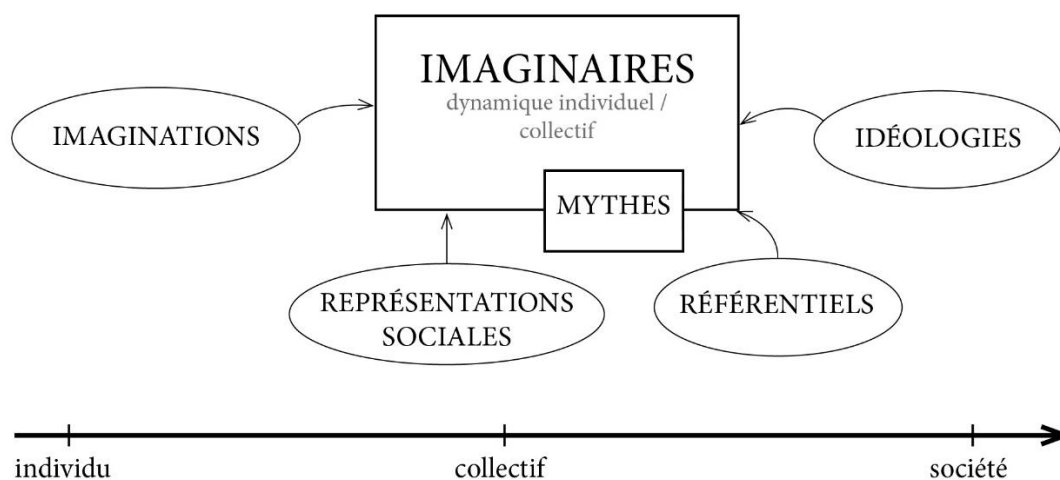 IMAGINAIRES
dynamique individuel /
collectif
IMAGINATIONS
IDÉOLOGIES
MYTHES
REPRÉSENTATIONS
SOCIALES
RÉFÉRENTIELS
individu
collectif
société